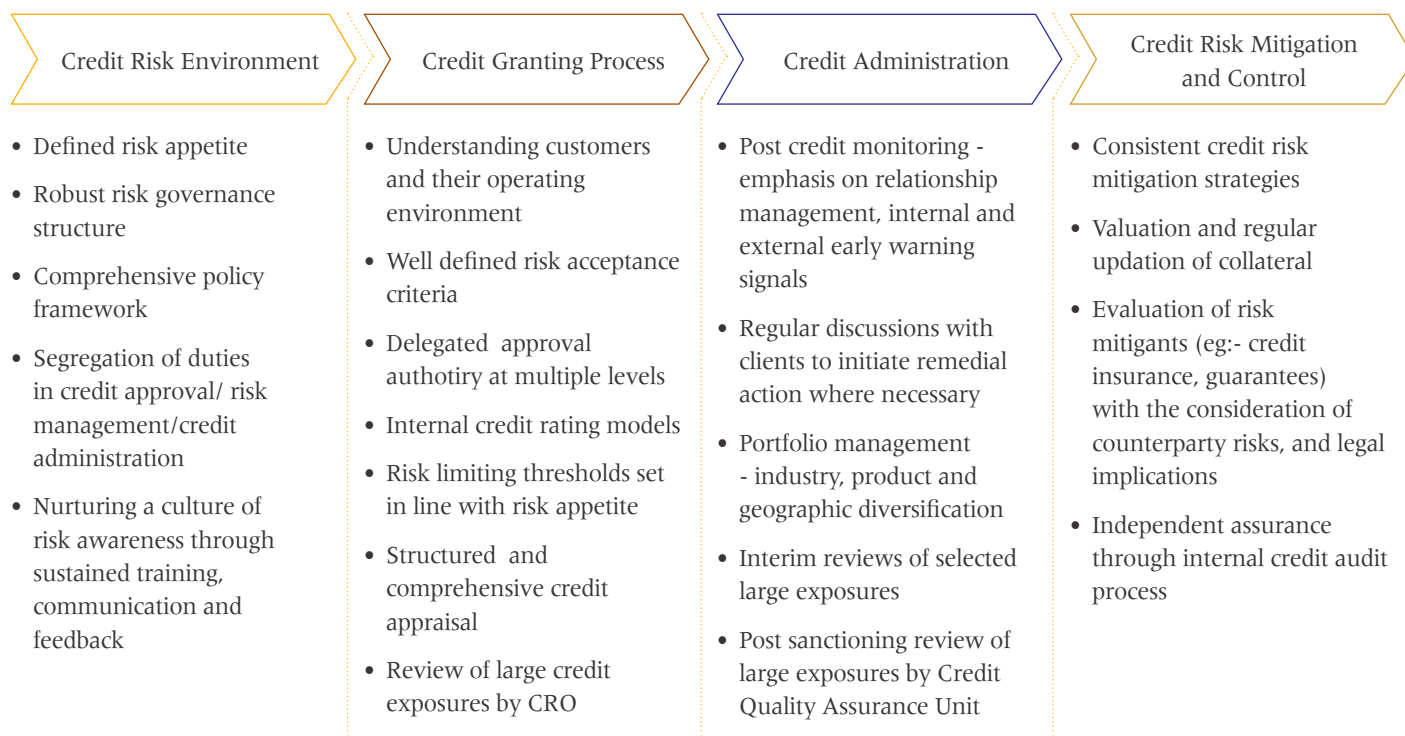 Credit Risk Environment
• Defined risk appetite
• Robust risk governance
structure
• Comprehensive policy
framework
• Segregation of duties
in credit approval/ risk
management/credit
administration
• Nurturing a culture of
risk awareness through
sustained training,
communication and
feedback
Credit Granting Process
• Understanding customers
and their operating
environment
• Well defined risk acceptance
criteria
• Delegated approval
authotiry at multiple levels
• Internal credit rating models
• Risk limiting thresholds set
in line with risk appetite
• Structured and
comprehensive credit
appraisal
• Review of large credit
exposures by CRO
Credit Administration
• Post credit monitoring -
emphasis on relationship
management, internal and
external early warning
signals
• Regular discussions with
clients to initiate remedial
action where necessary
• Portfolio management
- industry, product and
geographic diversification
• Interim reviews of selected
large exposures
• Post sanctioning review of
large exposures by Credit
Quality Assurance Unit
Credit Risk Mitigation
and Control
• Consistent credit risk
mitigation strategies
• Valuation and regular
updation of collateral
• Evaluation of risk
mitigants (eg:- credit
insurance, guarantees)
with the consideration of
counterparty risks, and legal
implications
• Independent assurance
through internal credit audit
process